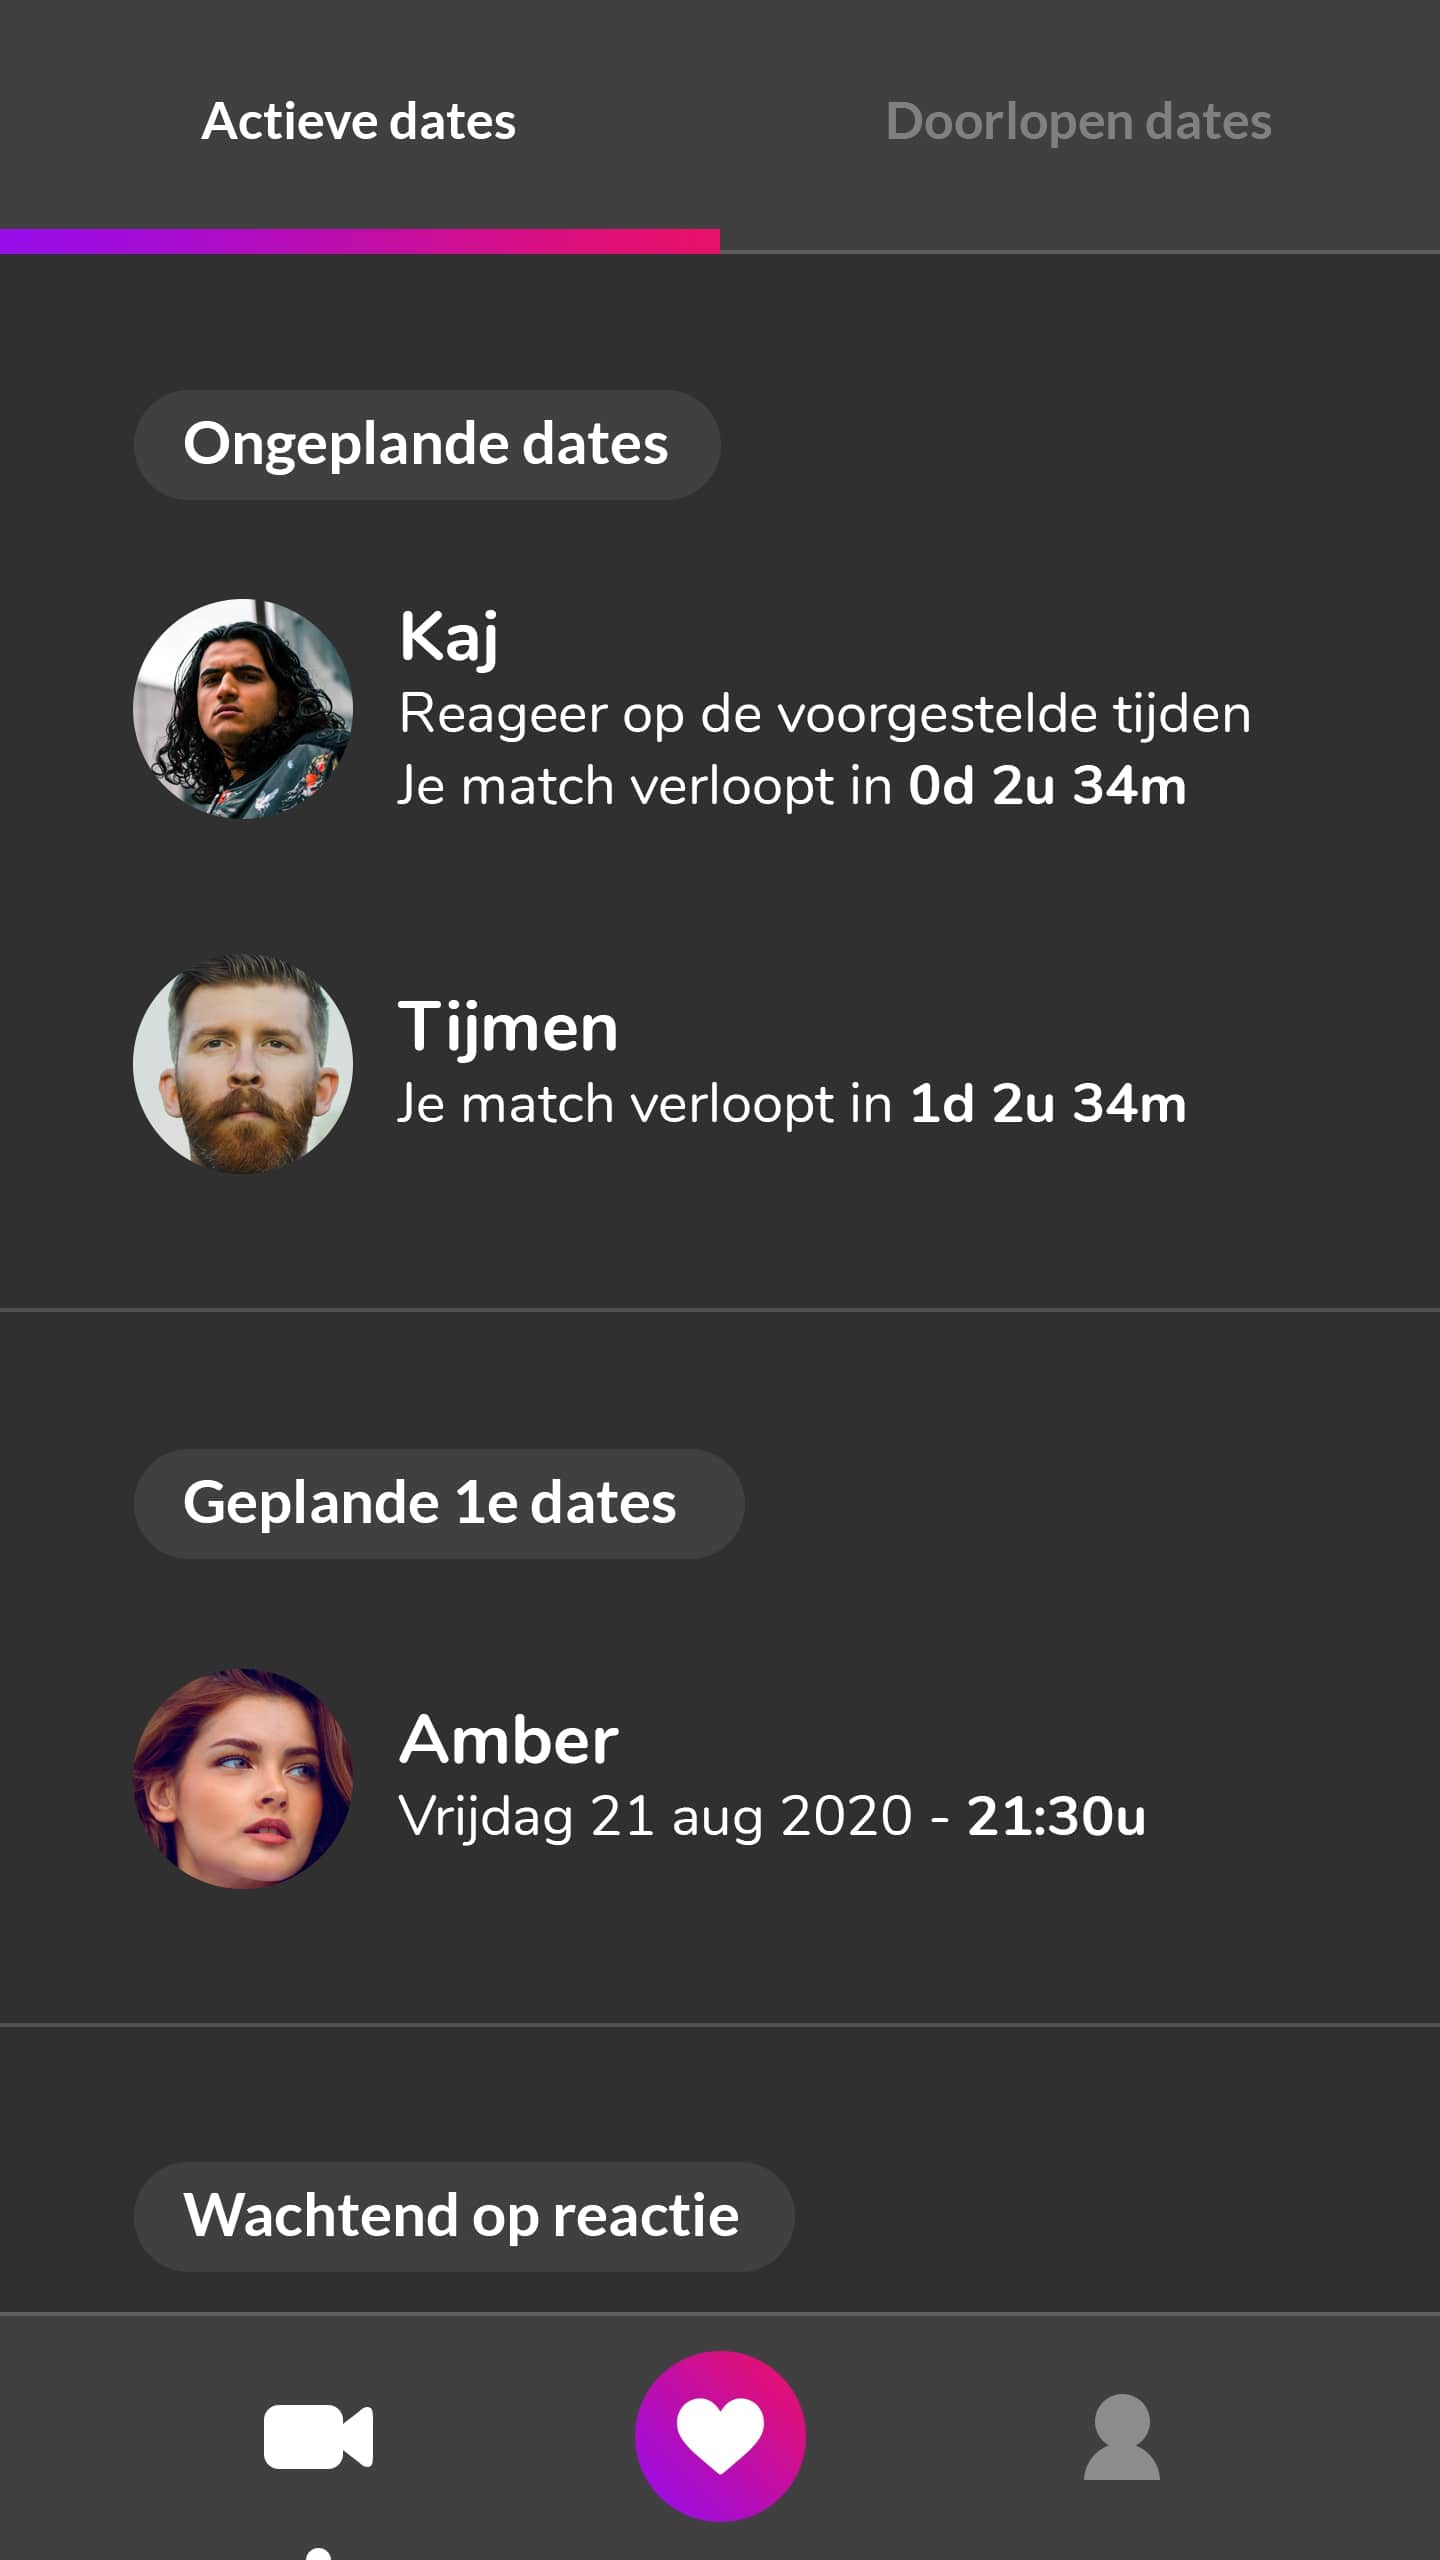 Actieve dates
Doorlopen dates
Ongeplande dates
Kaj
Reageer op de voorgestelde tijden
Je match verloopt in 0d 2u 34m
Tijmen
Je match verloopt in 1d 2u 34m
Geplande 1e dates
Amber
Vrijdag 21 aug 2020 - 21:30u
Wachtend op reactie